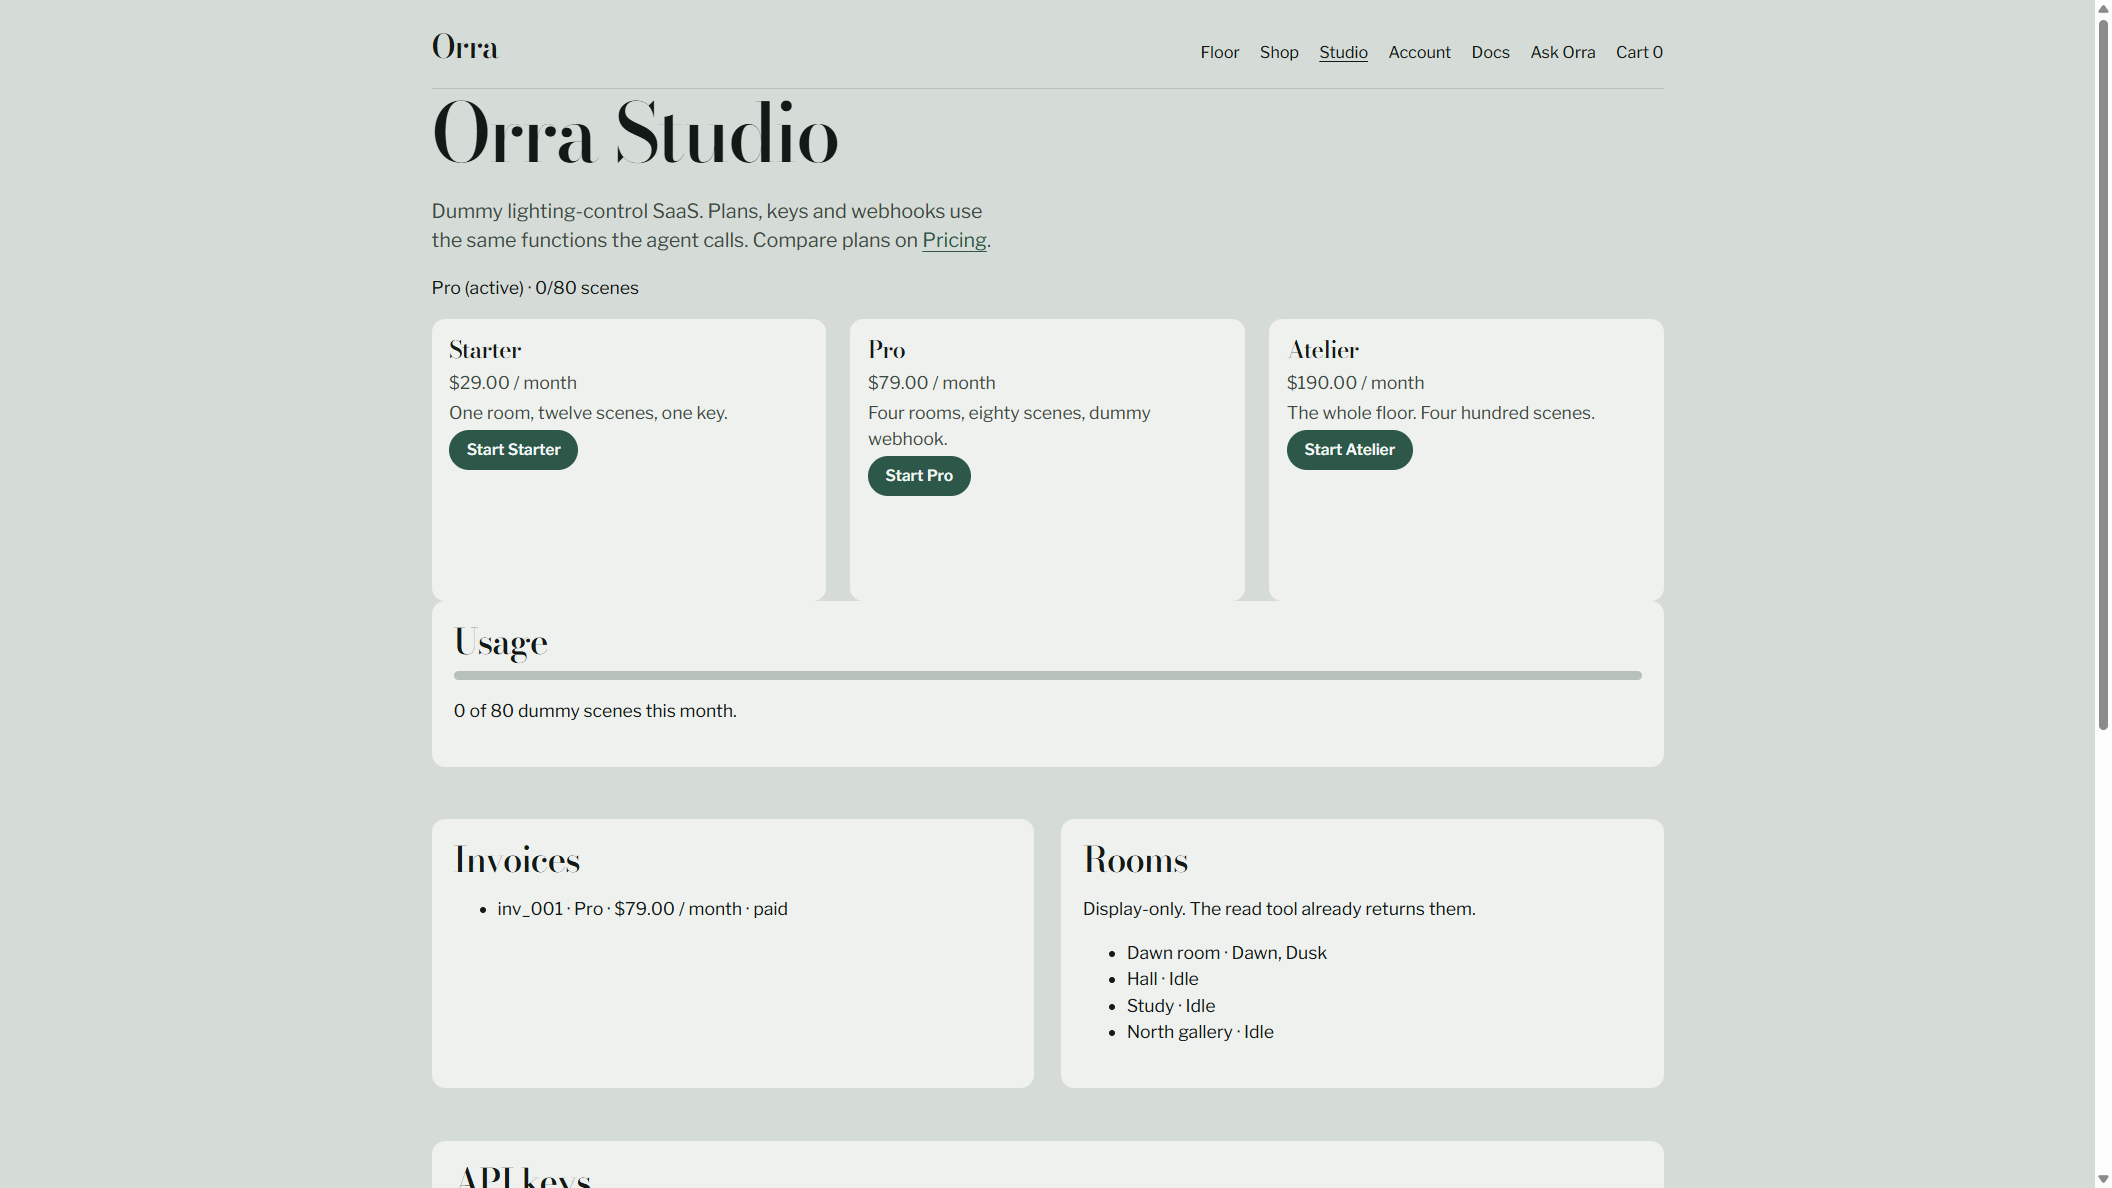 Orra
Floor Shop Studio Account Docs Ask Orra Cart 0
Orra Studio
Dummy lighting-control SaaS. Plans, keys and webhooks use
the same functions the agent calls. Compare plans on Pricing.
Pro (active) · 0/80 scenes
Starter
$29.00 / month
One room, twelve scenes, one key.
Start Starter
Pro
$79.00 / month
Four rooms, eighty scenes, dummy
webhook.
Start Pro
Atelier
$190.00 / month
The whole floor. Four hundred scenes.
Start Atelier
Usage
0 of 80 dummy scenes this month.
Invoices
• inv_001 · Pro · $79.00 / month · paid
Rooms
Display-only. The read tool already returns them.
• Dawn room · Dawn, Dusk
• Hall · Idle
• Study · Idle
• North gallery · Idle
API keys